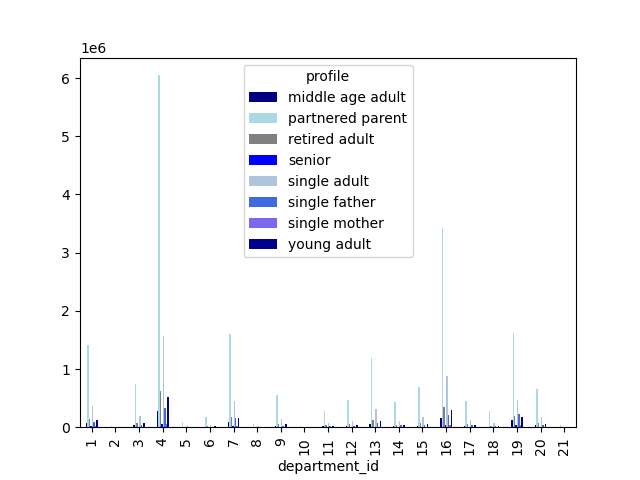 1e6
6
5
4
3
2
1
0
profile
middle age adult
partnered parent
retired adult
senior
single adult
single father
single mother
young adult
1 2 3 4 5 6 7 8 9 10 11 12 13 14 15 16 17 18 19 20 21
department_id